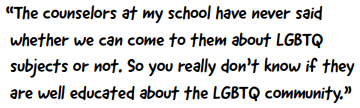 “The counselors at my school have never said
whether we can come to them about LGBTQ
subjects or not. So you really don’t know if they
are well educated about the LGBTQ community.”